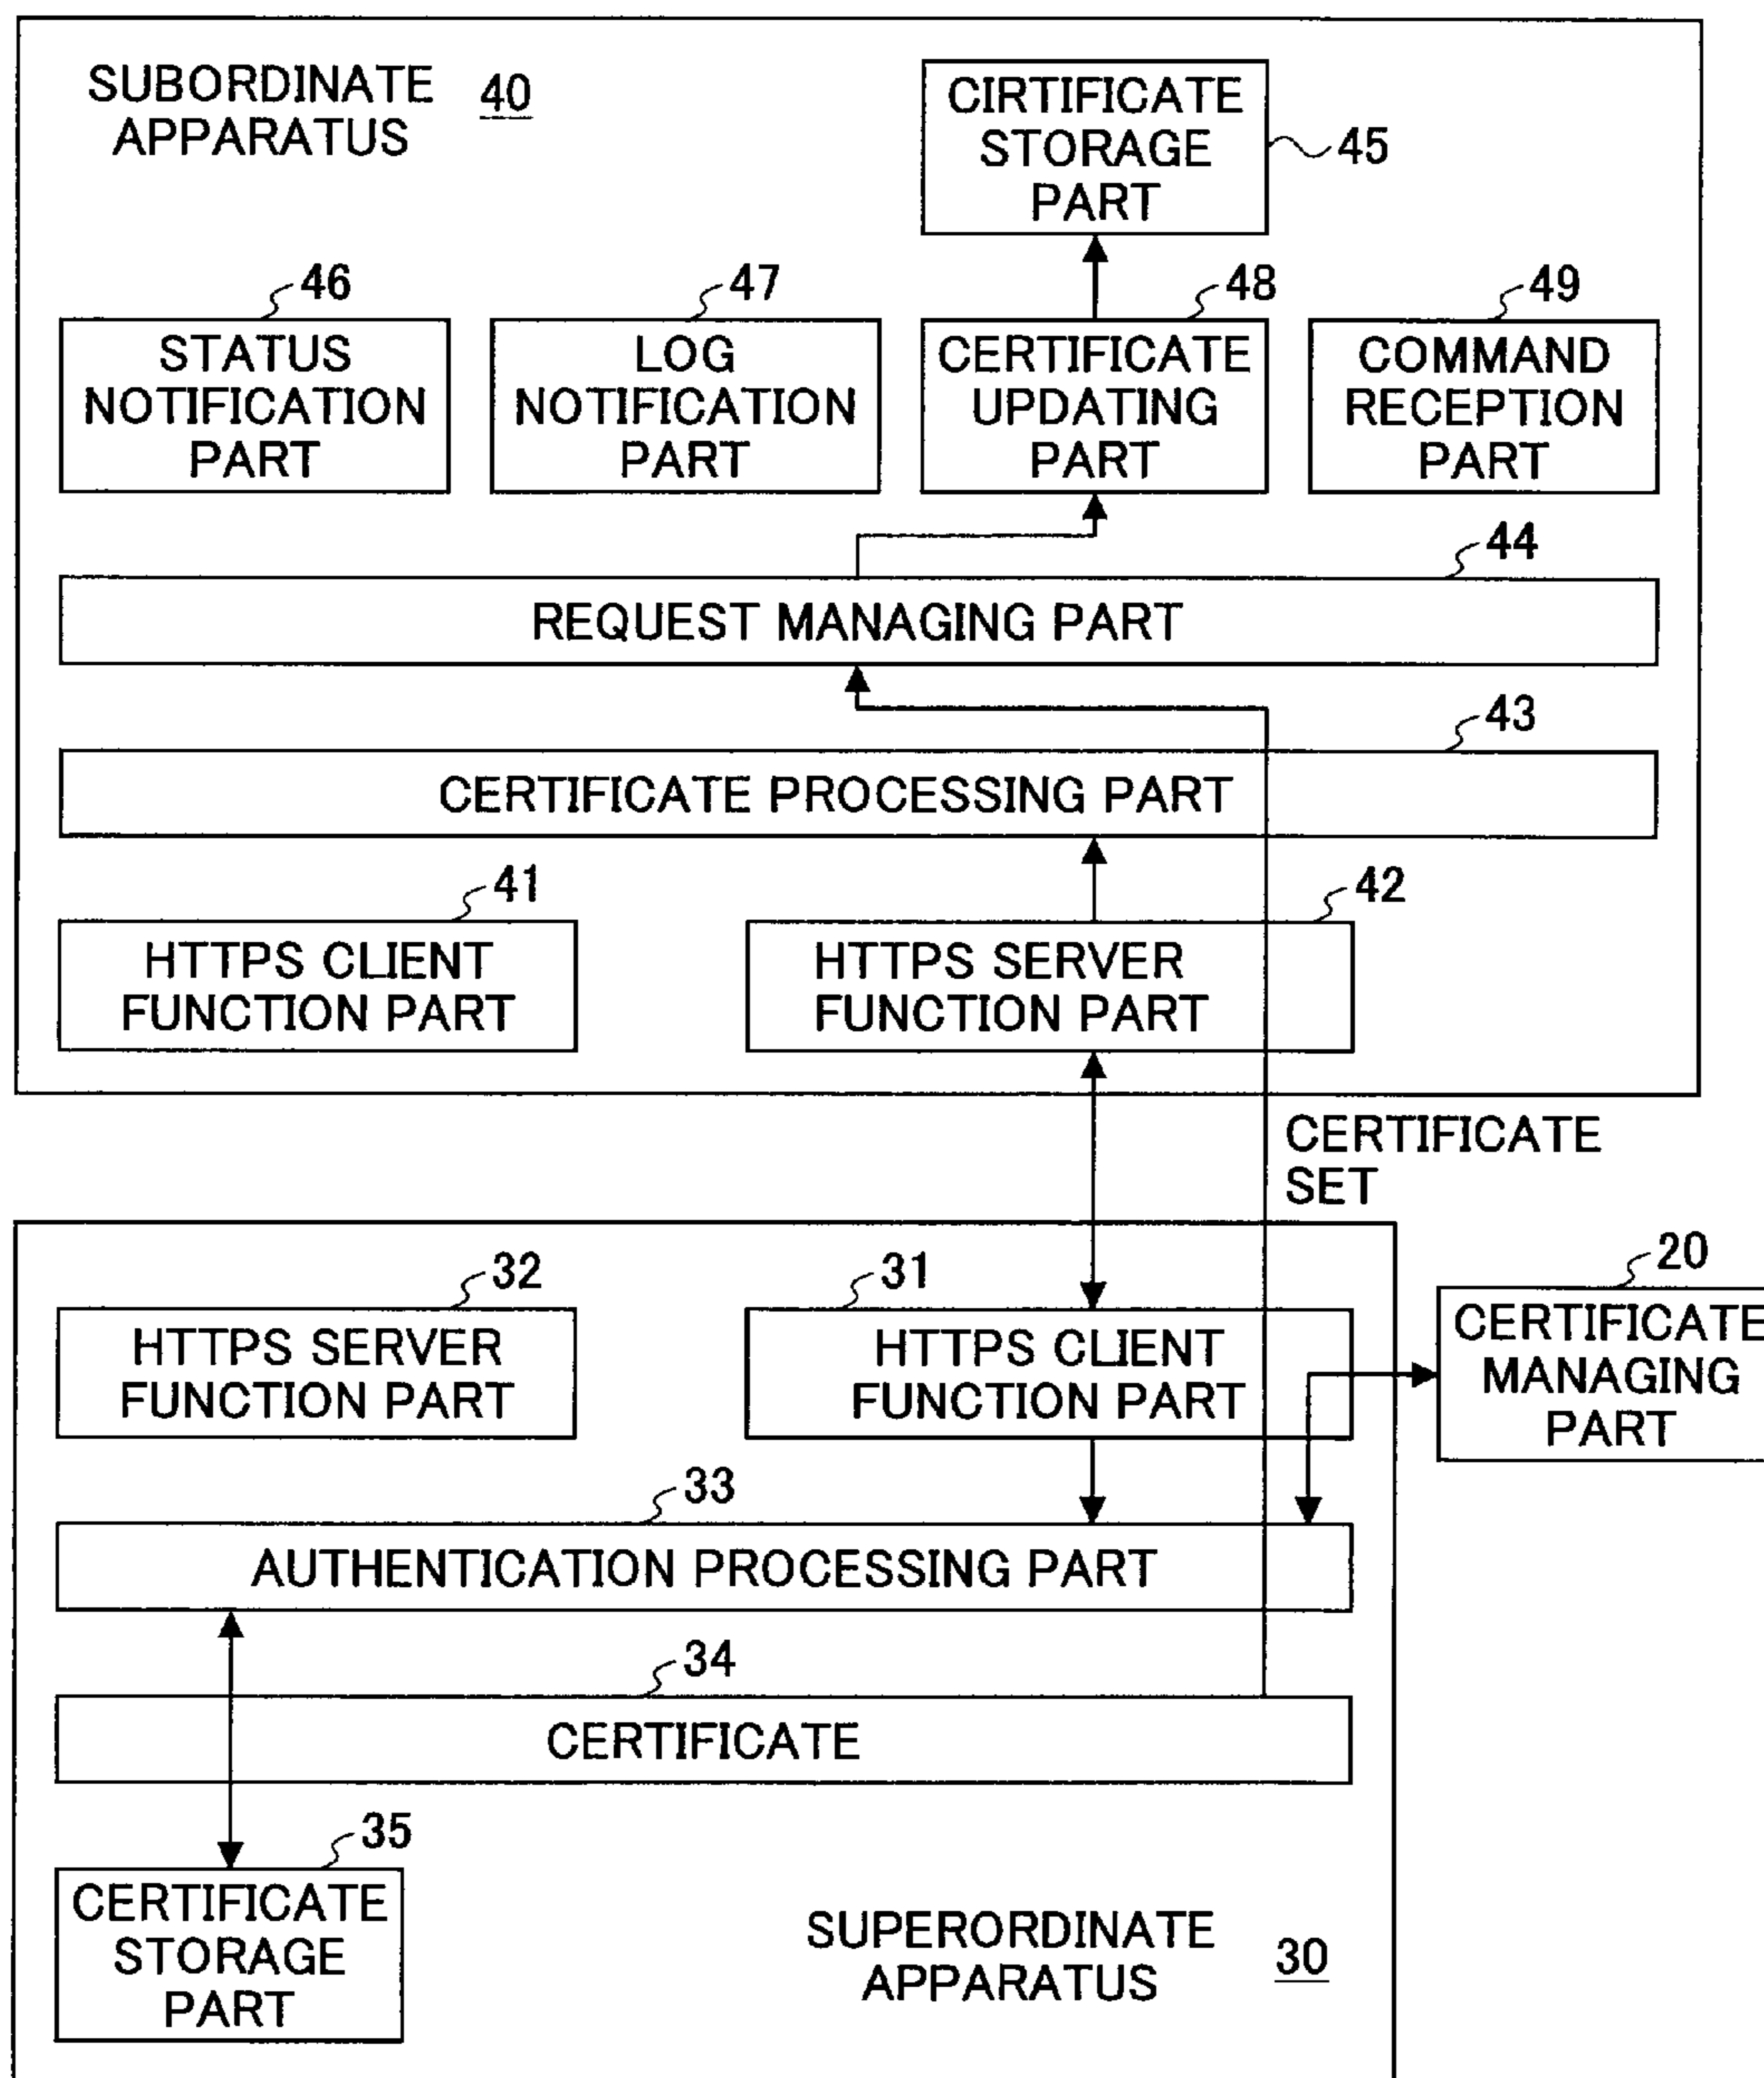 SUBORDINATE
APPARATUS
40
CIRTIFICATE
STORAGE
PART
45
46
STATUS
NOTIFICATION
PART
47
LOG
NOTIFICATION
PART
48
CERTIFICATE
UPDATING
PART
49
COMMAND
RECEPTION
PART
44
REQUEST MANAGING PART
43
CERTIFICATE PROCESSING PART
41
HTTPS CLIENT
FUNCTION PART
42
HTTPS SERVER
FUNCTION PART
CERTIFICATE
SET
32
HTTPS SERVER
FUNCTION PART
31
HTTPS CLIENT
FUNCTION PART
20
CERTIFICATE
MANAGING
PART
33
AUTHENTICATION PROCESSING PART
34
CERTIFICATE
35
CERTIFICATE
STORAGE
PART
SUPERORDINATE
APPARATUS
30